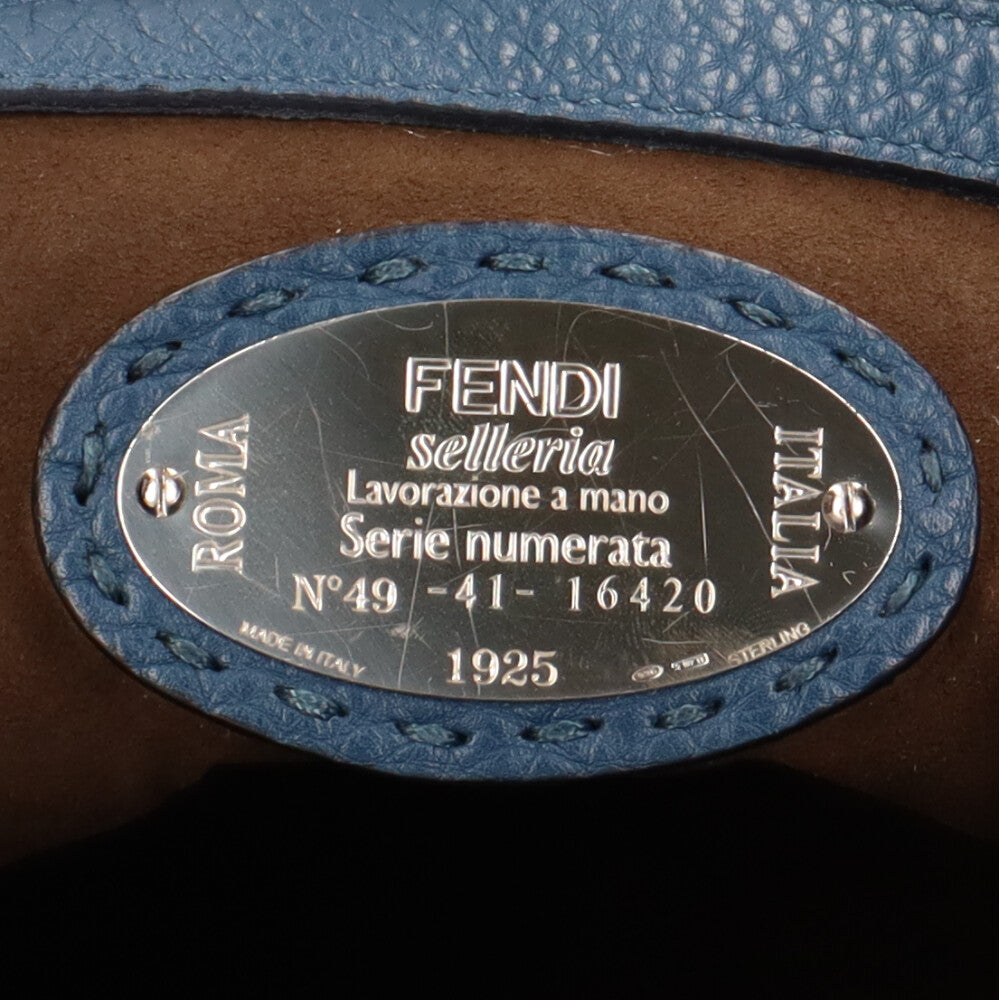 FENDI
selleria
Lavorazione a mano
Serie numerata
N°49 -41- 16420
1925
ROMA
ITALIA
MADE IN ITALY
STERLING